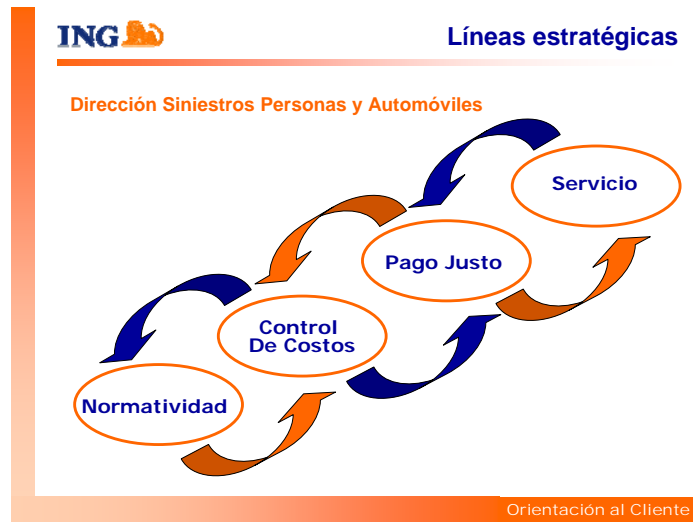 ING
Líneas estratégicas
Dirección Siniestros Personas y Automóviles
Servicio
Pago Justo
Control
De Costos
Normatividad
Orientación al Cliente